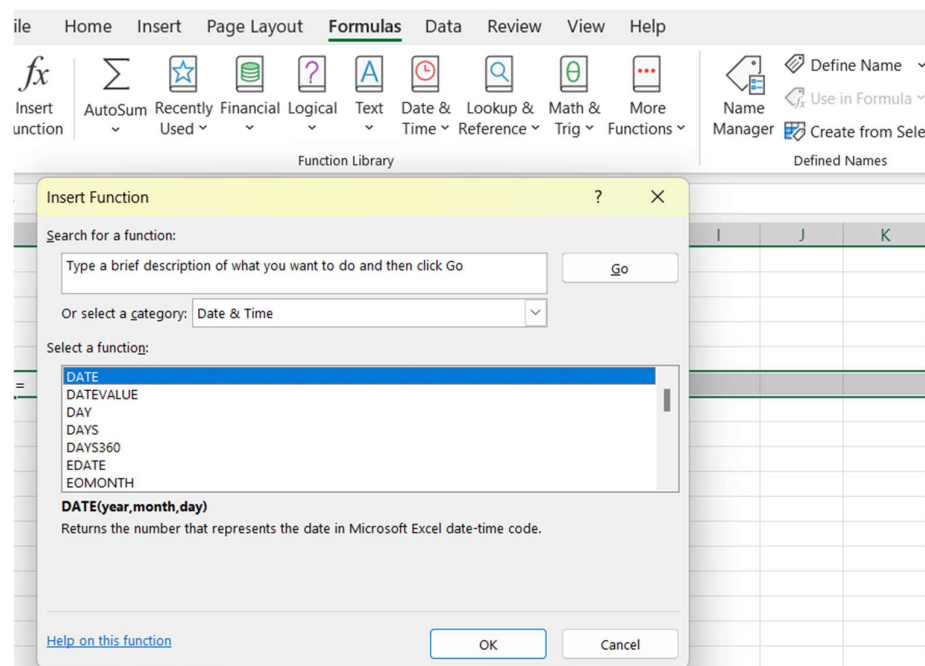 ile Home Insert Page Layout Formulas Data Review View Help
fx
Insert AutoSum Recently Financial Logical Text Date & Lookup & Math & More Name Define Name
unction Used Time Reference Trig Functions Manager Use in Formula
Create from Sele
Function Library Defined Names
Insert Function ? ×
Search for a function:
Type a brief description of what you want to do and then click Go
Go
Or select a category: Date & Time
Select a function:
I J K
DATE
=
DATEVALUE
DAY
DAYS
DAYS360
EDATE
EOMONTH
DATE(year,month,day)
Returns the number that represents the date in Microsoft Excel date-time code.
Help on this function
OK Cancel